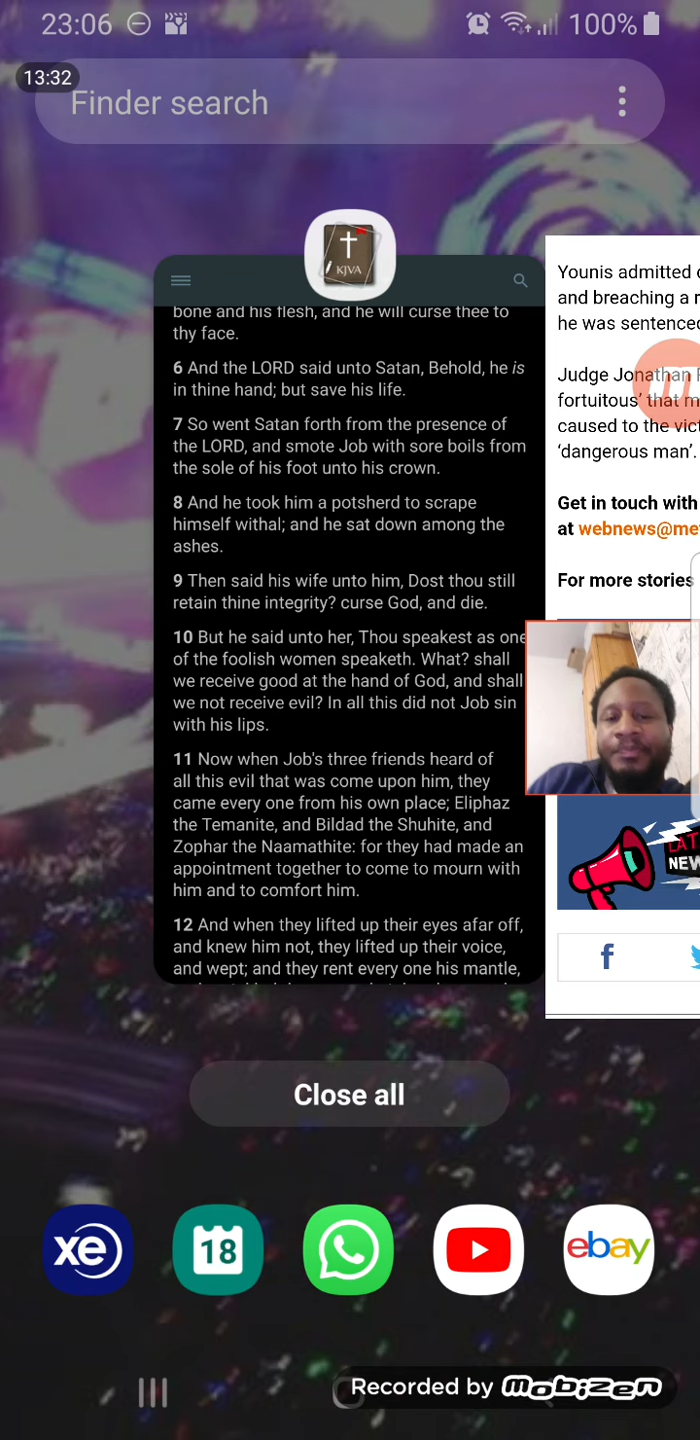 23:06
100%
13:32
Finder search
KJVA
bone and his flesh, and he will curse thee to
thy face.
6 And the LORD said unto Satan, Behold, he is
in thine hand; but save his life.
7 So went Satan forth from the presence of
the LORD, and smote Job with sore boils from
the sole of his foot unto his crown.
8 And he took him a potsherd to scrape
himself withal; and he sat down among the
ashes.
9 Then said his wife unto him, Dost thou still
retain thine integrity? curse God, and die.
10 But he said unto her, Thou speakest as one
of the foolish women speaketh. What? shall
we receive good at the hand of God, and shall
we not receive evil? In all this did not Job sin
with his lips.
11 Now when Job's three friends heard of
all this evil that was come upon him, they
came every one from his own place; Eliphaz
the Temanite, and Bildad the Shuhite, and
Zophar the Naamathite: for they had made an
appointment together to come to mourn with
him and to comfort him.
12 And when they lifted up their eyes afar off,
and knew him not, they lifted up their voice,
and wept; and they rent every one his mantle,
Younis admitted
and breaching a
he was sentenced
Judge Jonathan
fortuitous’ that
caused to the
‘dangerous man’.
Get in touch with
at webnews@me
For more stories
LAT
NEW
f
Close all
xe
18
ebay
Recorded by mobizen